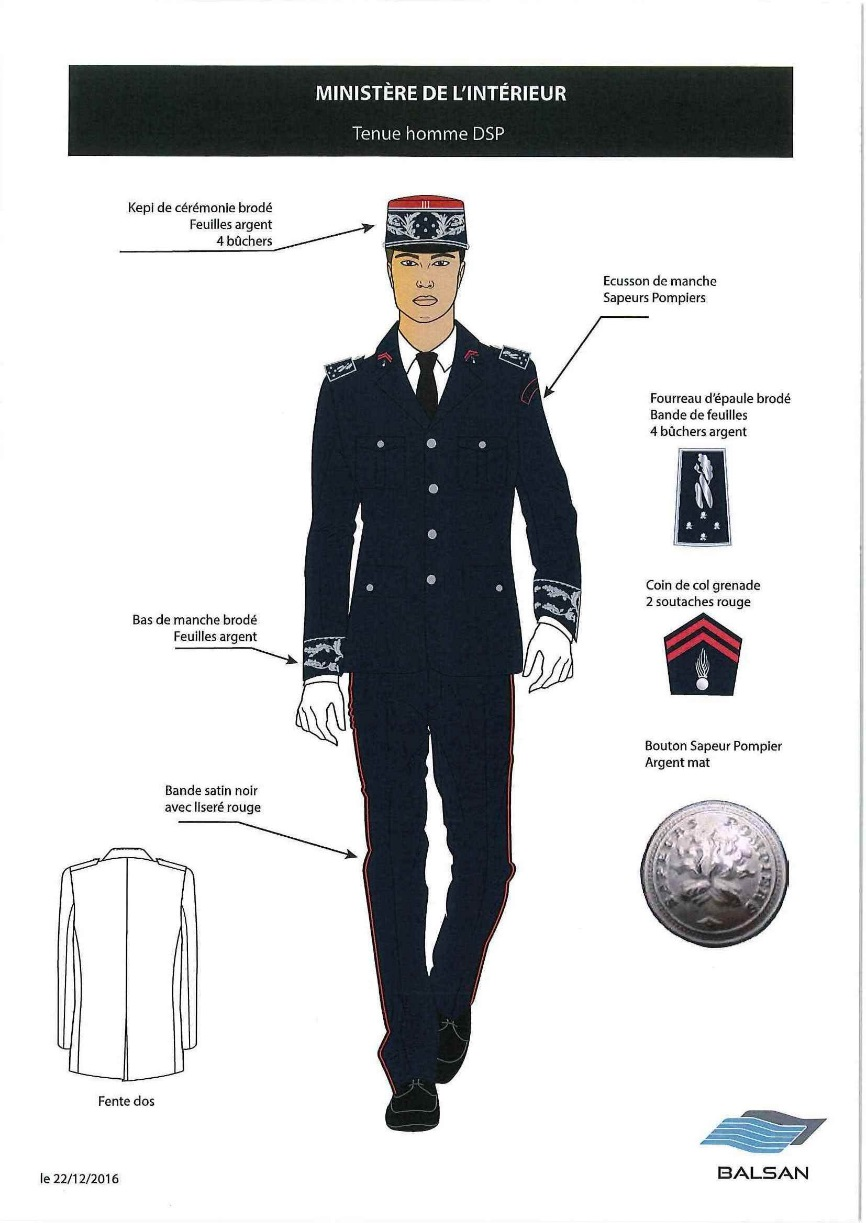 MINISTÈRE DE L'INTÉRIEUR
Tenue homme DSP
Kepi de cérémonie brodé
Feuilles argent
4 bûchers
Ecusson de manche
Sapeurs Pompiers
Fourreau d'épaule brodé
Bande de feuilles
4 bûchers argent
Coin de col grenade
2 soutaches rouge
Bas de manche brodé
Feuilles argent
Bouton Sapeur Pompier
Argent mat
SAPEURS POMPIERS
Bande satin noir
avec liseré rouge
Fente dos
le 22/12/2016
BALSAN